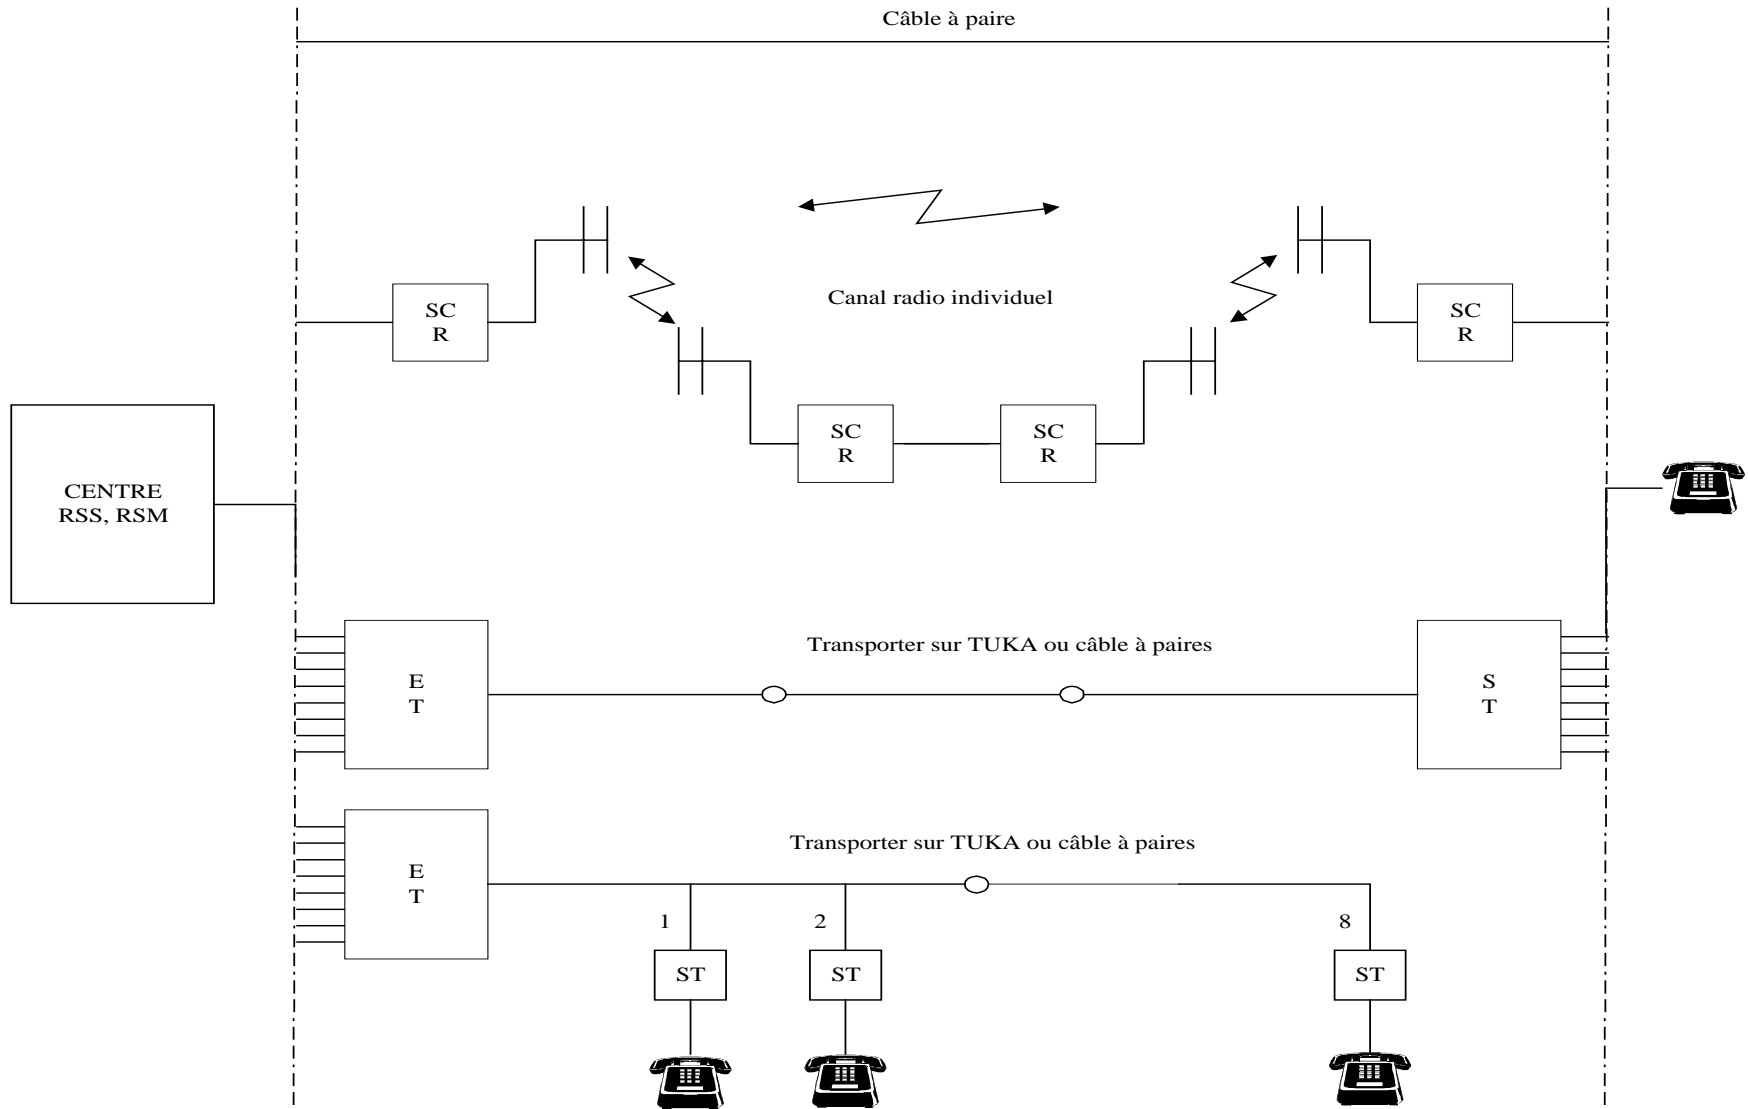 Câble à paire
Canal radio individuel
SC
R
SC
R
SC
R
SC
R
CENTRE
RSS, RSM
Transporter sur TUKA ou câble à paires
E
T
S
T
Transporter sur TUKA ou câble à paires
E
T
1
2
8
ST
ST
ST